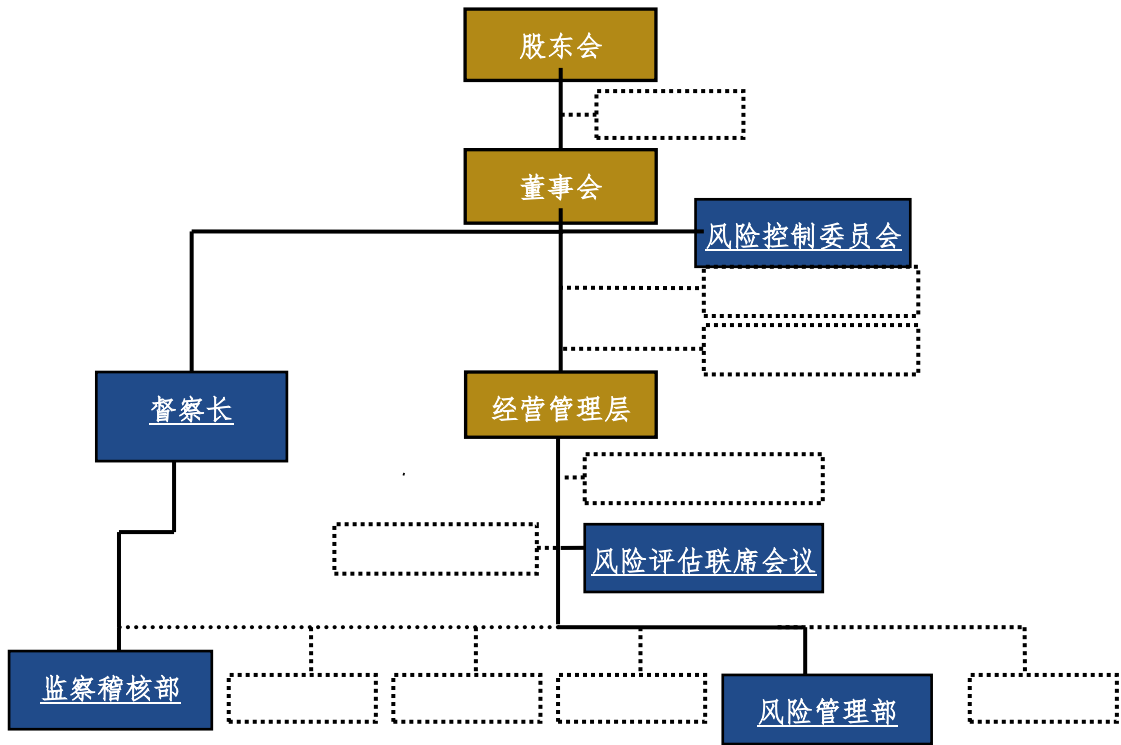 股东会
董事会
风险控制委员会
督察长
经营管理层
风险评估联席会议
监察稽核部
风险管理部